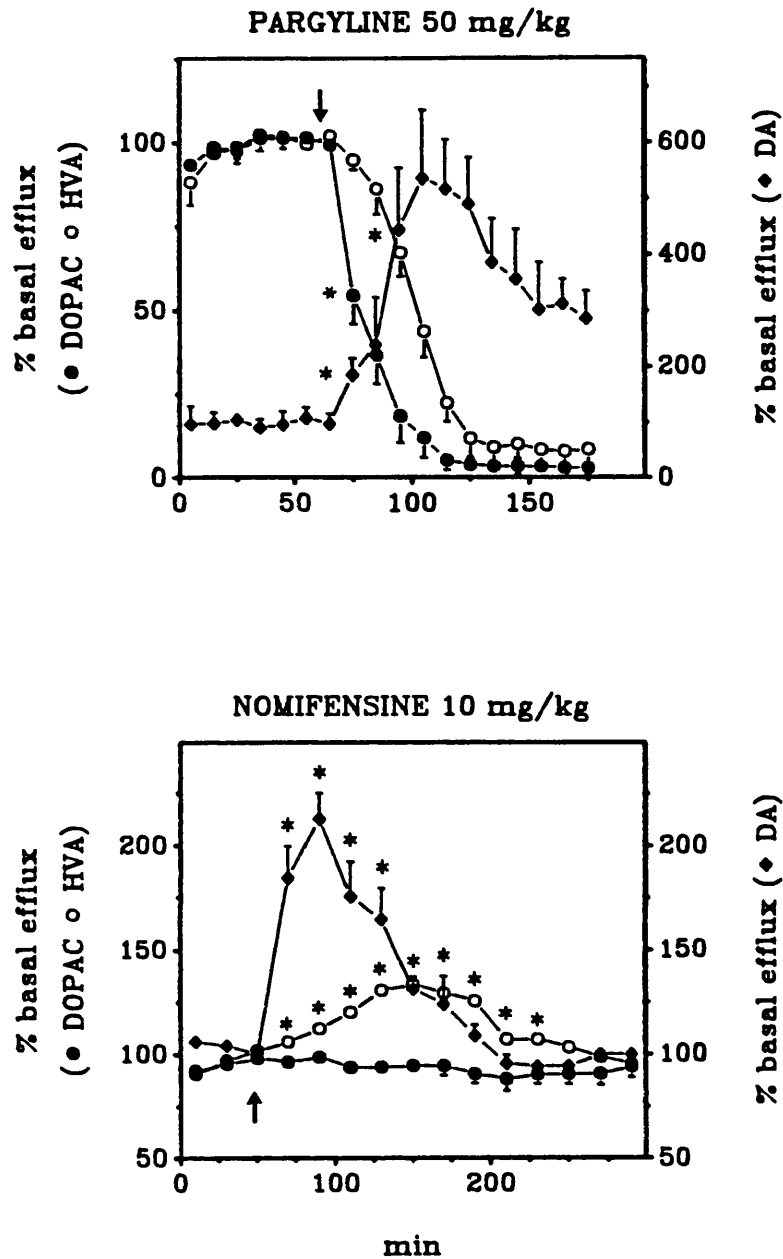 PARGYLINE 50 mg/kg
% basal efflux
(● DOPAC ○ HVA)
100
50
0
600
400
200
0
% basal efflux (◆ DA)
0 50 100 150
* * *
NOMIFENSINE 10 mg/kg
% basal efflux
(● DOPAC ○ HVA)
200
150
100
50
200
150
100
50
% basal efflux (◆ DA)
* * * * * * * * * * * * *
0 100 200
min